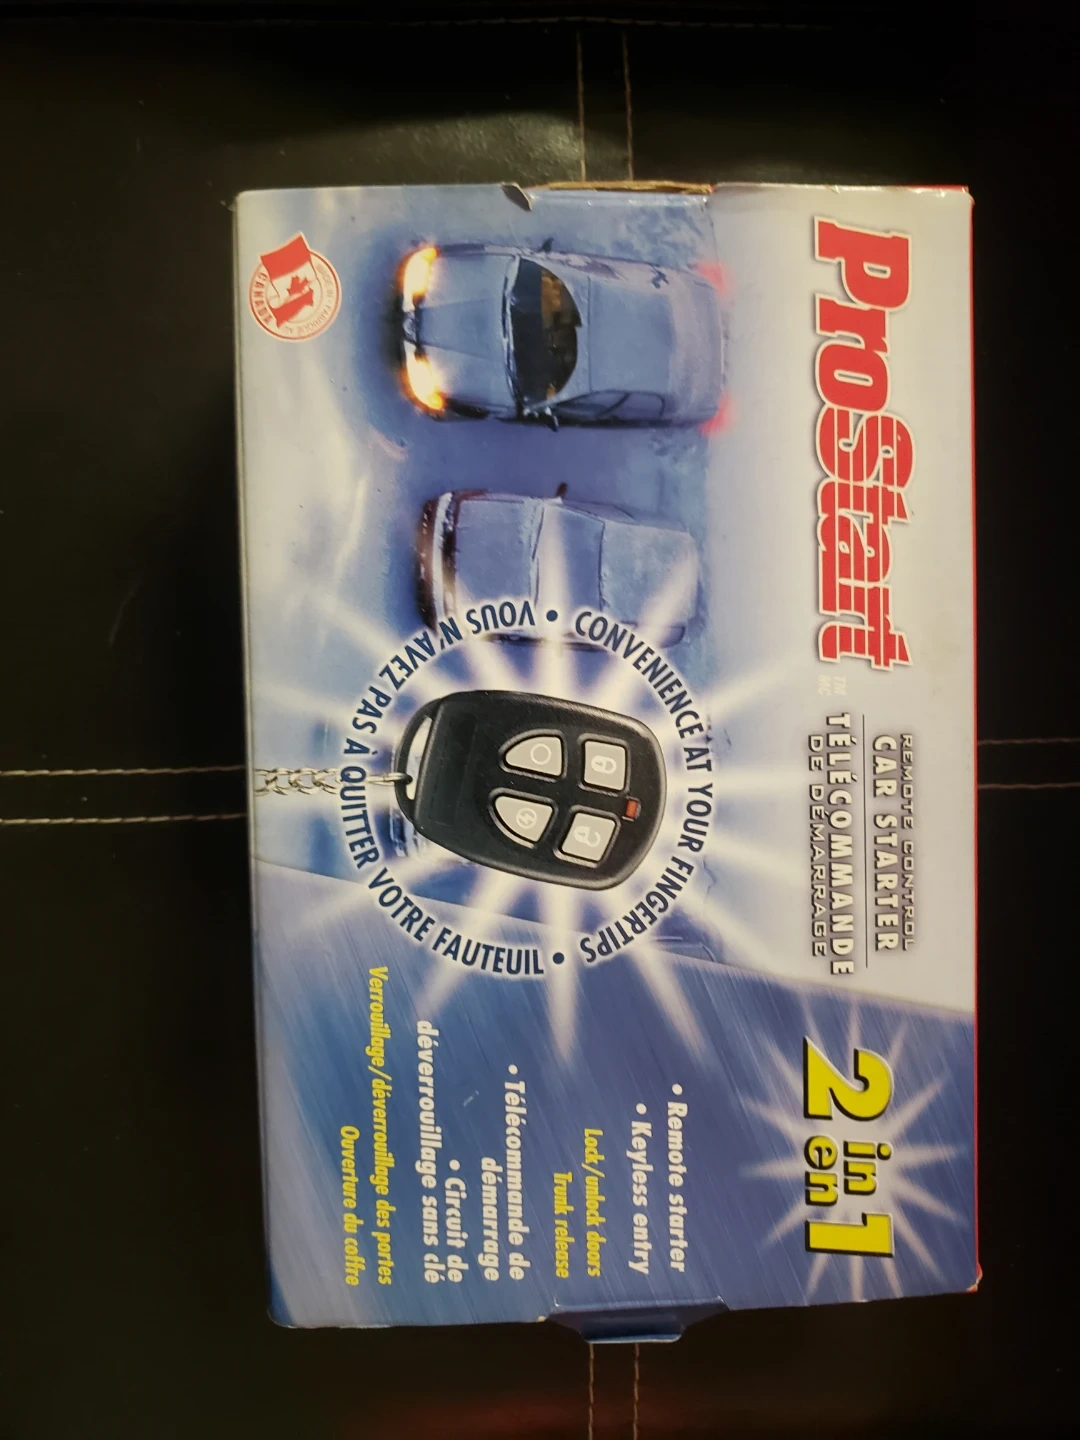 ProStart
TM
MC
REMOTE CONTROL
CAR STARTER
TÉLÉCOMMANDE
DE DÉMARRAGE
2 in 1
en
• CONVENIENCE AT YOUR FINGERTIPS •
VOUS N'AVEZ PAS À QUITTER VOTRE FAUTEUIL
• Remote starter
• Keyless entry
Lock/unlock doors
Trunk release
• Télécommande de
démarrage
• Circuit de
déverrouillage sans clé
Verrouillage/déverrouillage des portes
Ouverture du coffre
CANADA